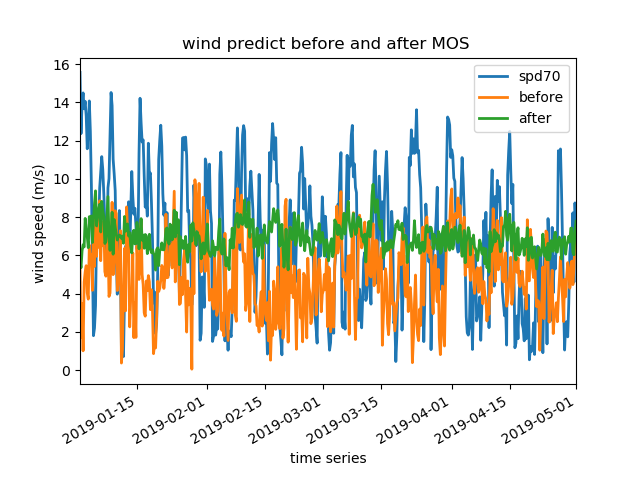 wind predict before and after MOS
16
14
12
10
8
6
4
2
0
wind speed (m/s)
spd70
before
after
2019-01-15
2019-02-01
2019-02-15
2019-03-01
2019-03-15
2019-04-01
2019-04-15
2019-05-01
time series